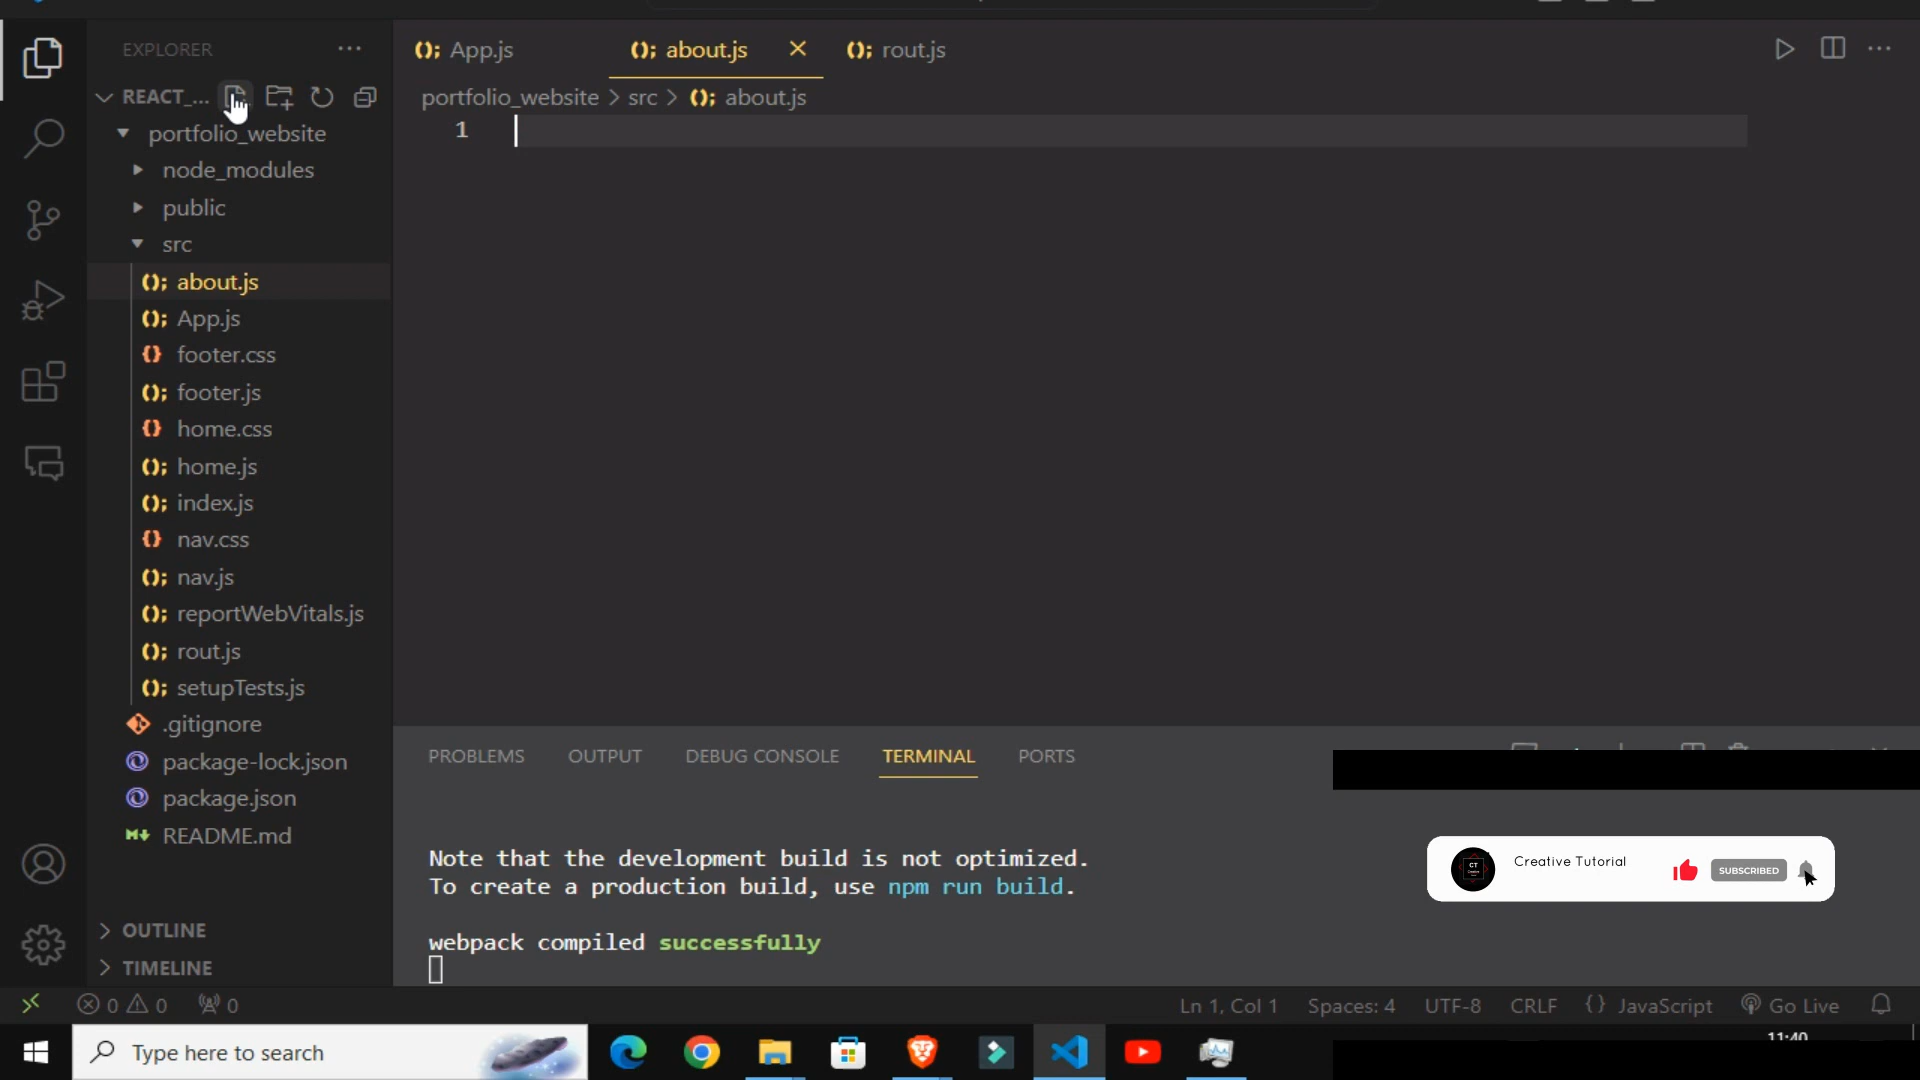 EXPLORER
REACT_...
portfolio_website
node_modules
public
src
about.js
App.js
footer.css
footer.js
home.css
home.js
index.js
nav.css
nav.js
reportWebVitals.js
rout.js
setupTests.js
.gitignore
package-lock.json
package.json
README.md
OUTLINE
TIMELINE
App.js about.js rout.js
portfolio_website > src > about.js
1
PROBLEMS OUTPUT DEBUG CONSOLE TERMINAL PORTS
Note that the development build is not optimized.
To create a production build, use npm run build.
webpack compiled successfully
Creative Tutorial
SUBSCRIBED
0 0 0
Ln 1, Col 1 Spaces: 4 UTF-8 CRLF {} JavaScript Go Live
Type here to search
11:40